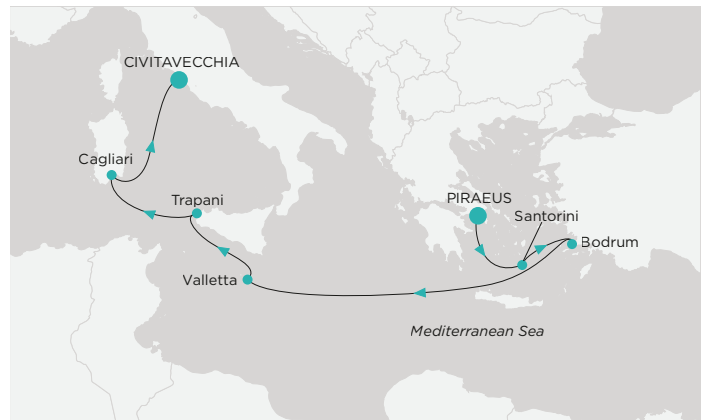 CIVITAVECCHIA
Cagliari
Trapani
PIRAEUS
Santorini
Bodrum
Valletta
Mediterranean Sea